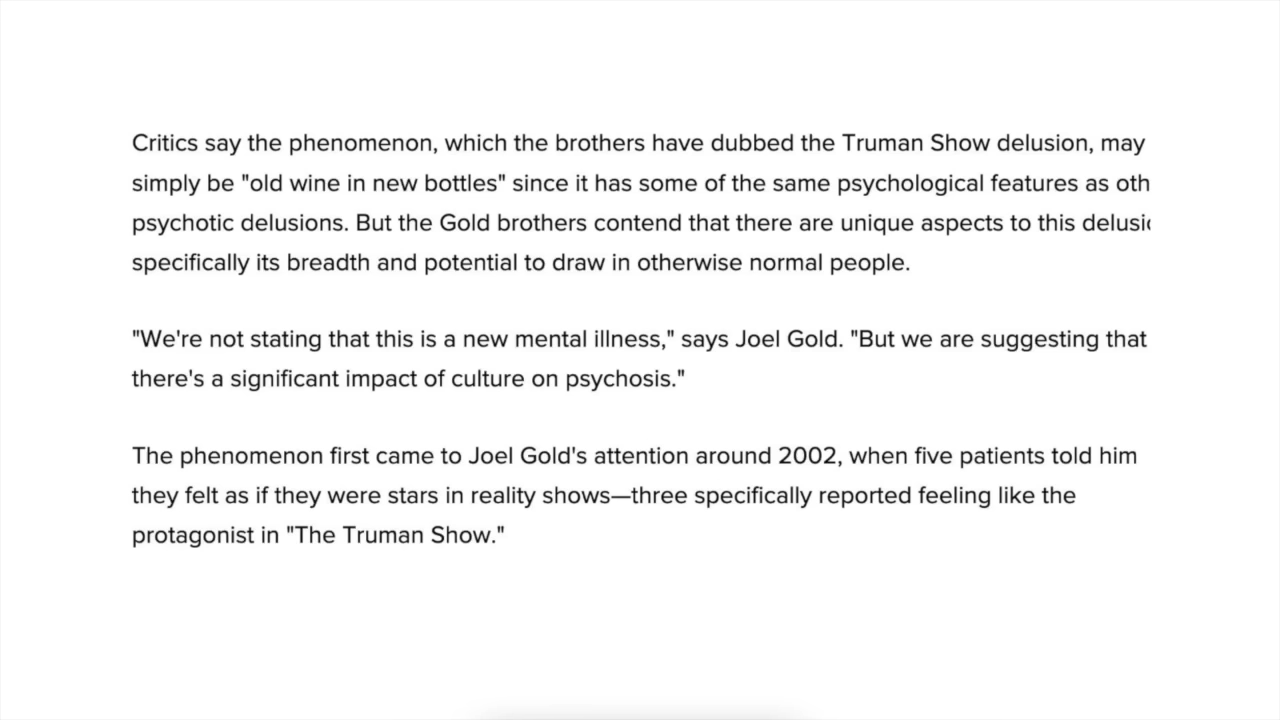 Critics say the phenomenon, which the brothers have dubbed the Truman Show delusion, may
simply be "old wine in new bottles" since it has some of the same psychological features as oth
psychotic delusions. But the Gold brothers contend that there are unique aspects to this delusi
specifically its breadth and potential to draw in otherwise normal people.
"We're not stating that this is a new mental illness," says Joel Gold. "But we are suggesting that
there's a significant impact of culture on psychosis."
The phenomenon first came to Joel Gold's attention around 2002, when five patients told him
they felt as if they were stars in reality shows—three specifically reported feeling like the
protagonist in "The Truman Show."